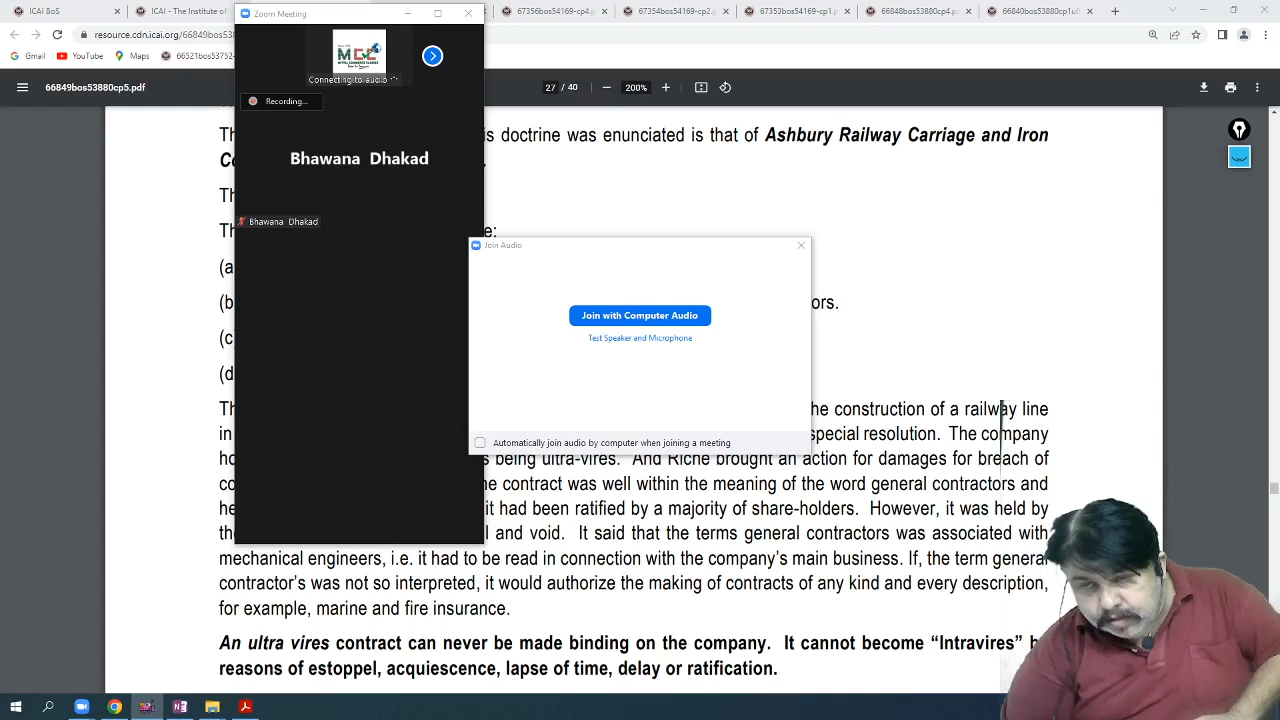 ICAI BoS
ICAI - The Institute of
67356bos54169-cp4.
67354bos54169-cp2.
67353bos54169-cp1.
66840bos53880cp8.p
66840bos53880cp1u6
resource.cdn.icai.org/66849bos
Gmail
YouTube
Maps
66521bos53752-
Zoom Meeting
Connecting to audio
Recording...
Bhawana Dhakad
Bhawana Dhakad
66849bos53880cp5.pdf
27 / 40
200%
is doctrine was enunciated is that of Ashbury Railway Carriage and Iron
e:
(a
(b
ors.
(c
(d
Join Audio
Join with Computer Audio
Test Speaker and Microphone
Automatically join audio by computer when joining a meeting
he construction of a railway line
in
special resolution. The company
s being ultra-vires. And Riche brought an action for damages for breach of
co
he contract was well within the meaning of the word general contractors and
he
it had been ratified by a majority of share-holders. However, it was held by
the
l and void. It said that the terms general contractors was associated with
mechanical engineers, i.e. it had to be read in connection with the company's main business. If, the term general
contractor's was not so interpreted, it would authorize the making of contracts of any kind and every description,
for example, marine and fire insurance.
An ultra vires contract can never be made binding on the company. It cannot become “Intravires” b
reasons of estoppel, acquiescence, lapse of time, delay or ratification.